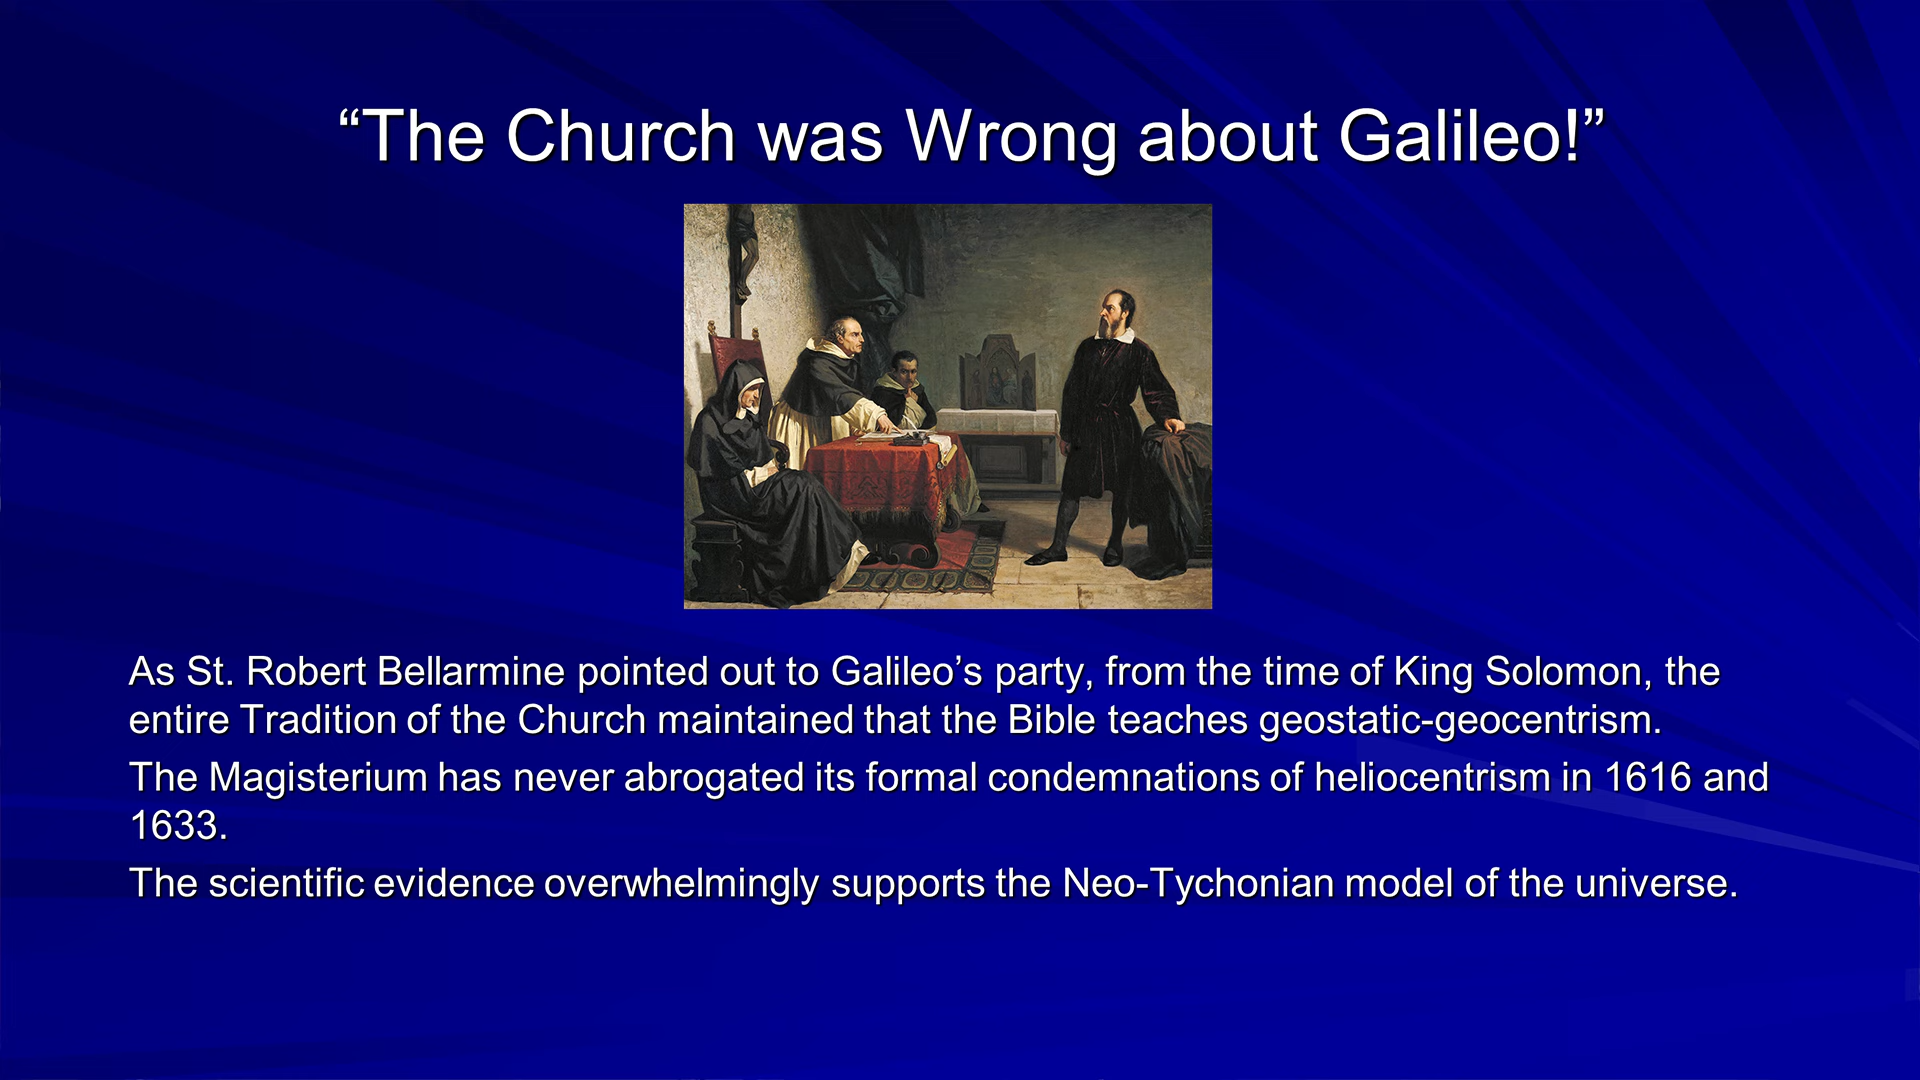 “The Church was Wrong about Galileo!”
As St. Robert Bellarmine pointed out to Galileo’s party, from the time of King Solomon, the
entire Tradition of the Church maintained that the Bible teaches geostatic-geocentrism.
The Magisterium has never abrogated its formal condemnations of heliocentrism in 1616 and
1633.
The scientific evidence overwhelmingly supports the Neo-Tychonian model of the universe.